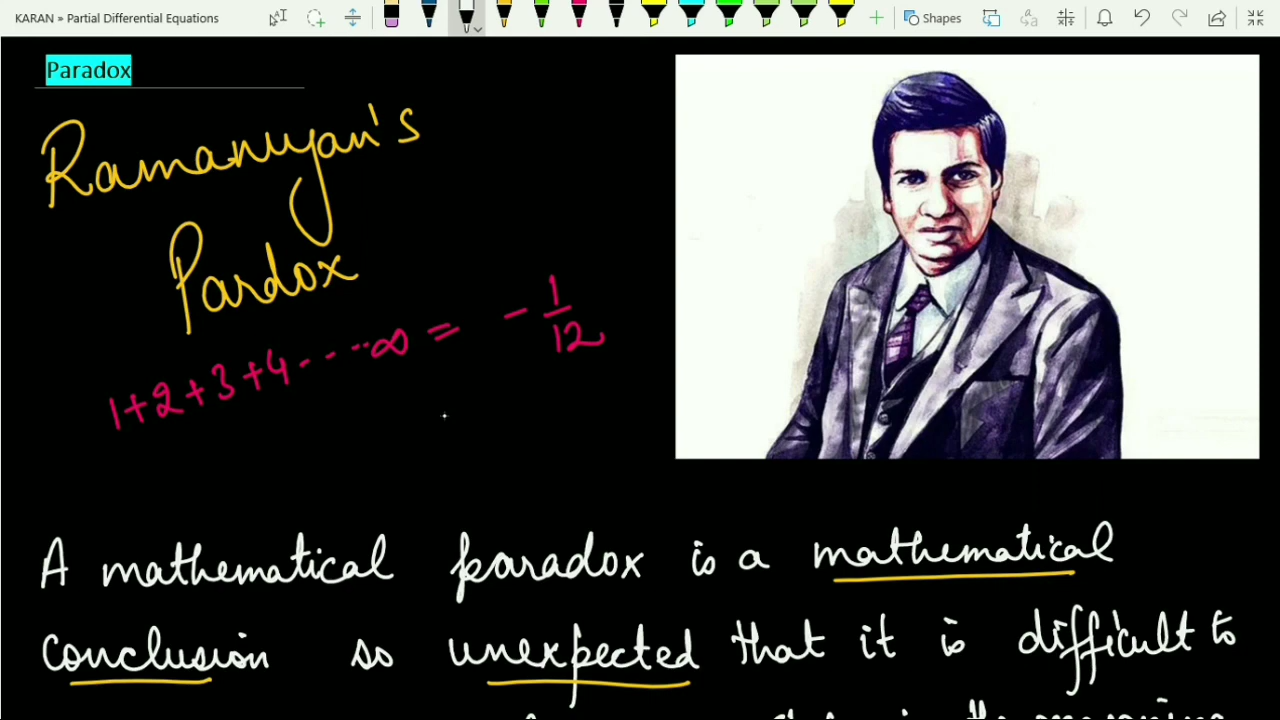 KARAN » Partial Differential Equations
Shapes
Paradox
Ramanujan's
Pardox
1+2+3+4-----∞ = - 1/12
A mathematical paradox is a mathematical
conclusion so unexpected that it is difficult to